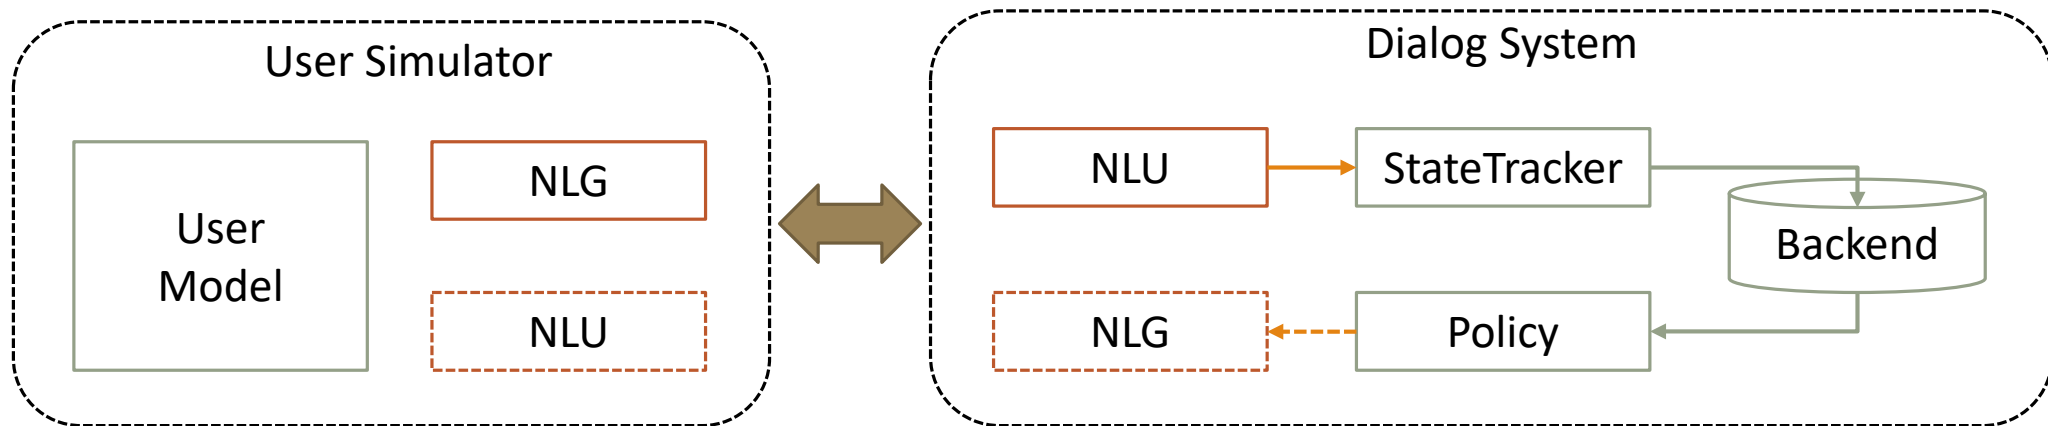 User Simulator
User
Model
NLG
NLU
Dialog System
NLU
StateTracker
Backend
NLG
Policy